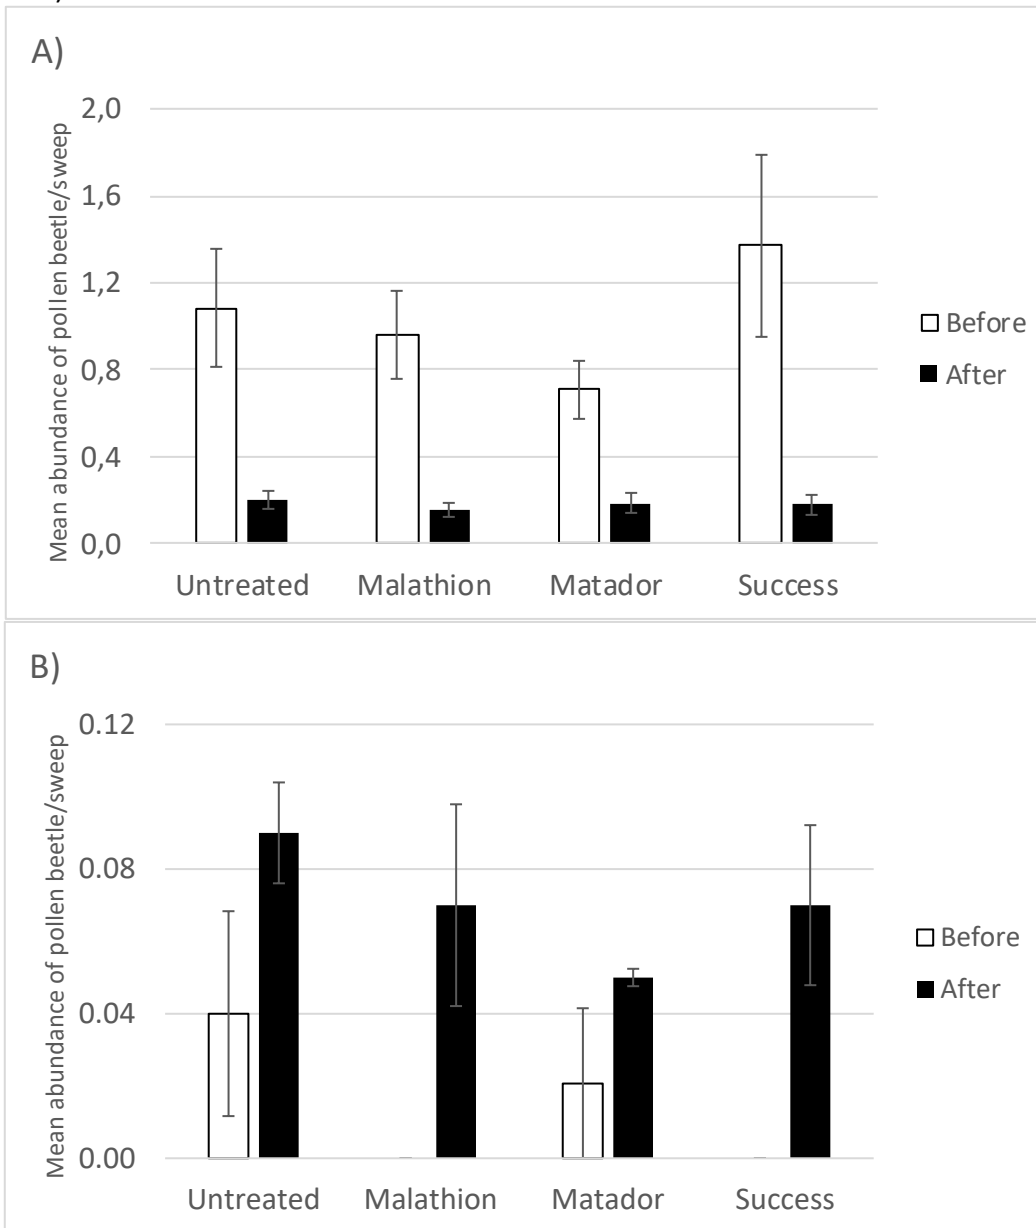 A)
Mean abundance of pollen beetle/sweep
2,0
1,6
1,2
0,8
0,4
0,0
Untreated Malathion Matador Success
Before
After
B)
Mean abundance of pollen beetle/sweep
0.12
0.08
0.04
0.00
Untreated Malathion Matador Success
Before
After